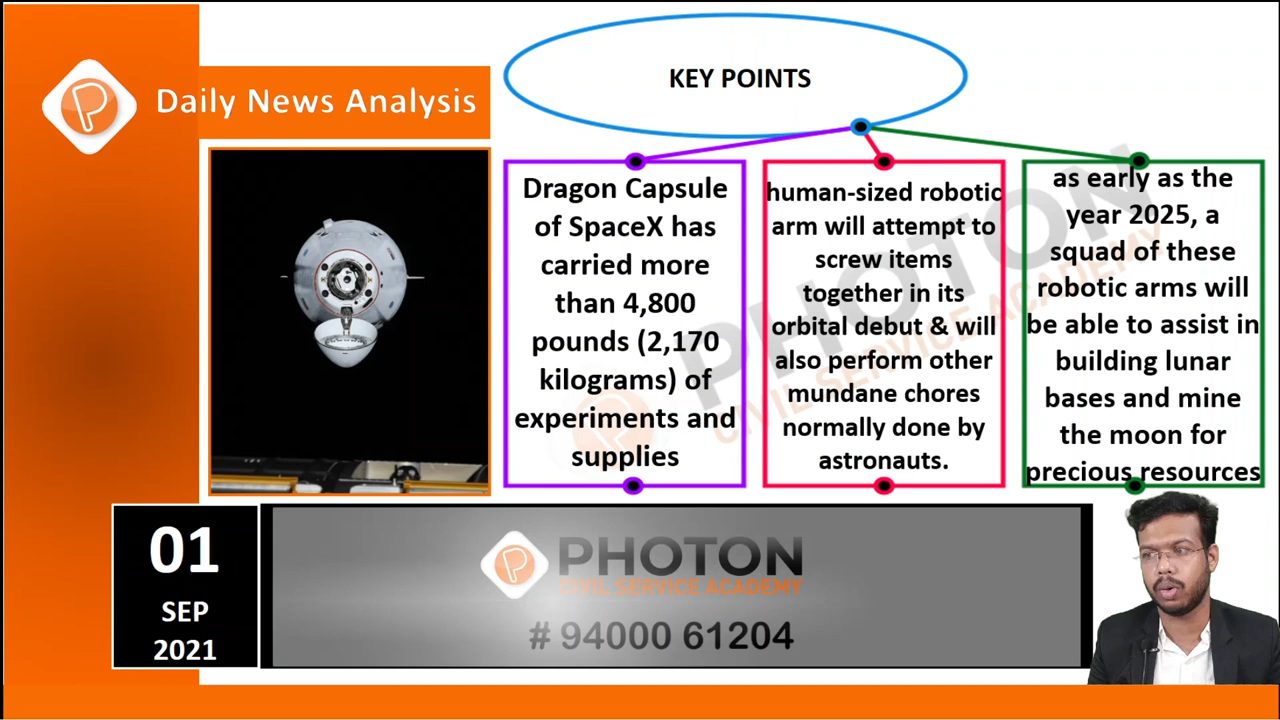 Daily News Analysis
KEY POINTS
Dragon Capsule
of SpaceX has
carried more
than 4,800
pounds (2,170
kilograms) of
experiments and
supplies
human-sized robotic
arm will attempt to
screw items
together in its
orbital debut & will
also perform other
mundane chores
normally done by
astronauts.
as early as the
year 2025, a
squad of these
robotic arms will
be able to assist in
building lunar
bases and mine
the moon for
precious resources
PHOTON
CIVIL SERVICE ACADEMY
01
SEP
2021
PHOTON
CIVIL SERVICE ACADEMY
# 94000 61204